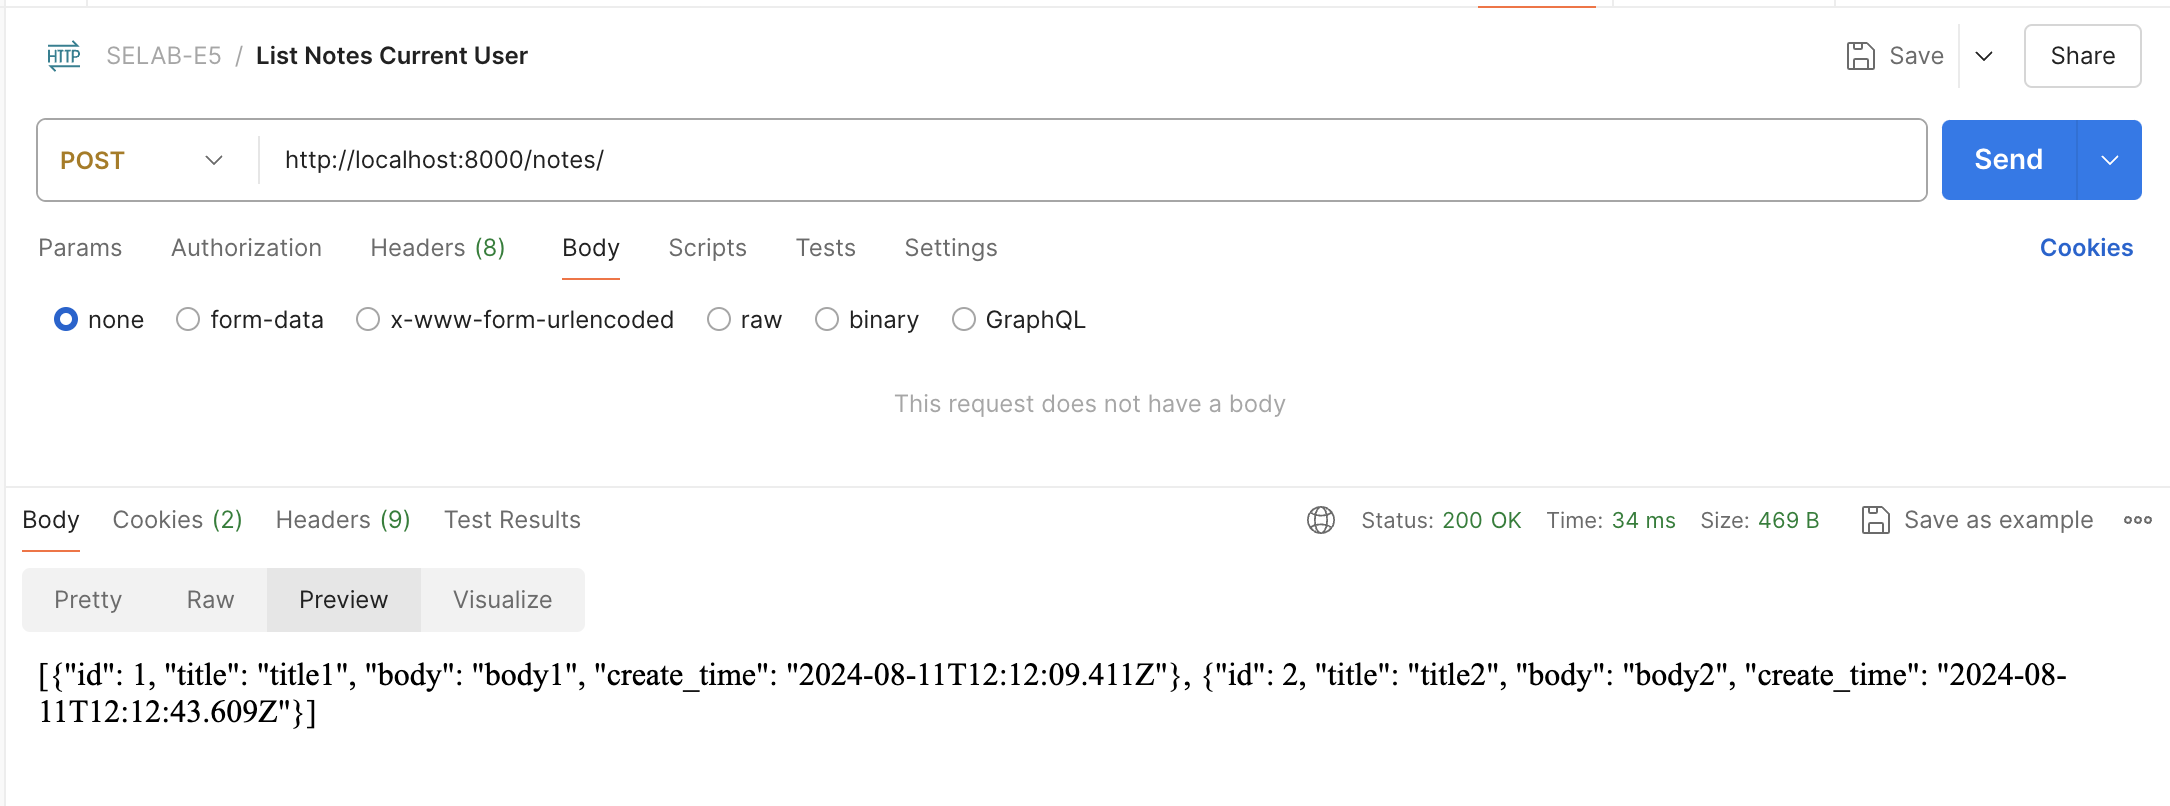 HTTP SELAB-E5 / List Notes Current User Save Share
POST http://localhost:8000/notes/ Send
Params Authorization Headers (8) Body Scripts Tests Settings Cookies
none form-data x-www-form-urlencoded raw binary GraphQL
This request does not have a body
Body Cookies (2) Headers (9) Test Results Status: 200 OK Time: 34 ms Size: 469 B Save as example
Pretty Raw Preview Visualize
[{"id": 1, "title": "title1", "body": "body1", "create_time": "2024-08-11T12:12:09.411Z"}, {"id": 2, "title": "title2", "body": "body2", "create_time": "2024-08-
11T12:12:43.609Z"}]